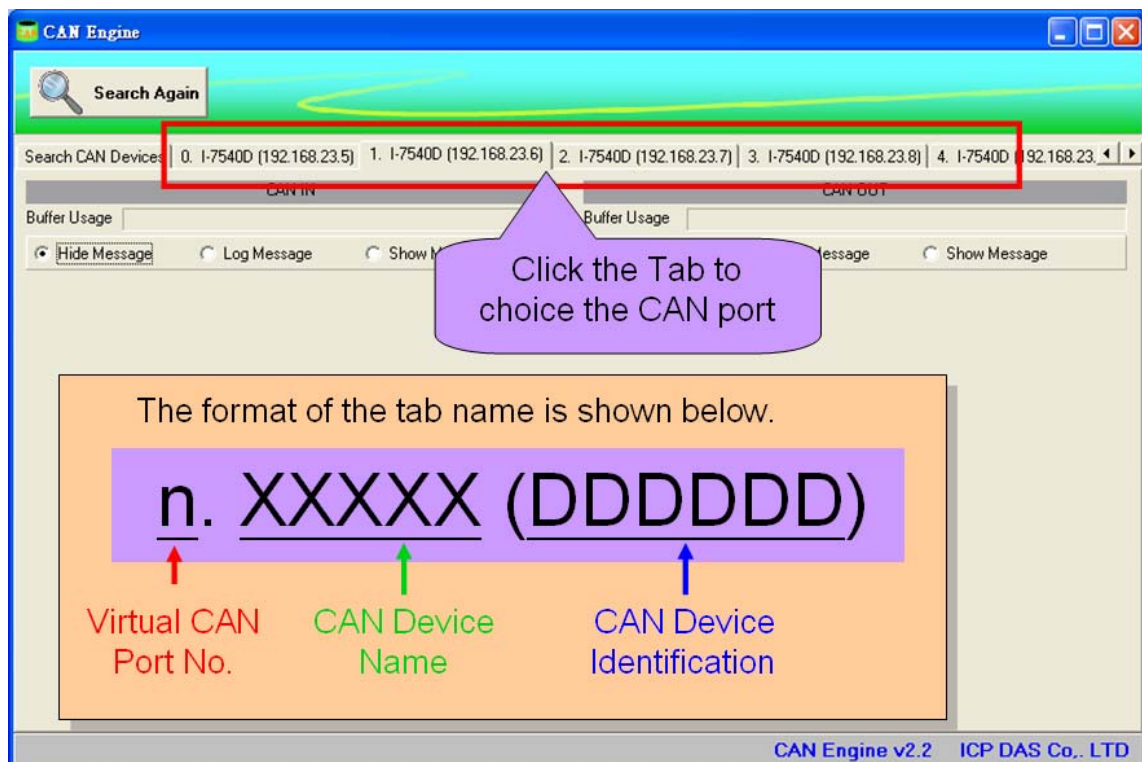 CAN Engine
Search Again
Search CAN Devices 0. I-7540D (192.168.23.5) 1. I-7540D (192.168.23.6) 2. I-7540D (192.168.23.7) 3. I-7540D (192.168.23.8) 4. I-7540D (192.168.23.
CAN IN CAN OUT
Buffer Usage Buffer Usage
Hide Message Log Message Show Show Message
Click the Tab to
choice the CAN port
The format of the tab name is shown below.
n. XXXXX (DDDDDD)
Virtual CAN
Port No.
CAN Device
Name
CAN Device
Identification
CAN Engine v2.2 ICP DAS Co,. LTD